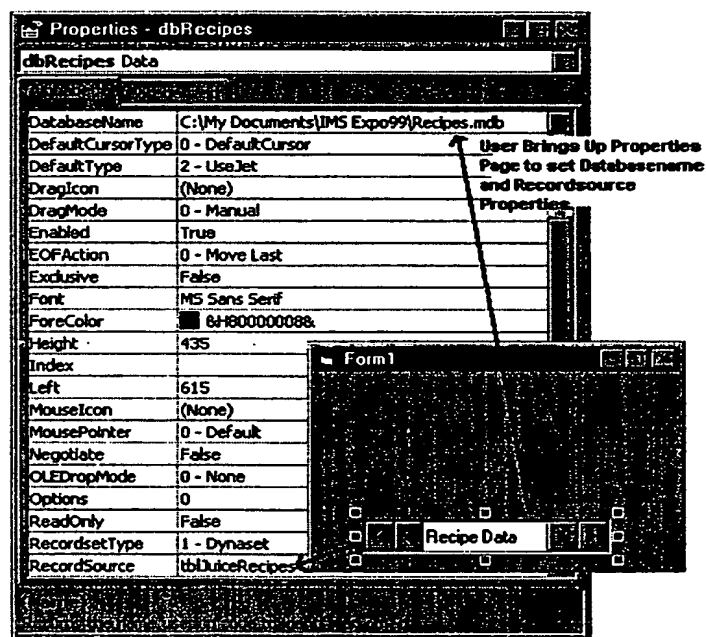 Properties - dbRecipes
dbRecipes Data
DatabaseName C:\My Documents\IMS Expo99\Recipes.mdb
DefaultCursorType 0 - DefaultCursor
DefaultType 2 - UseJet
DragIcon (None)
DragMode 0 - Manual
Enabled True
EOFAction 0 - Move Last
Exclusive False
Font MS Sans Serif
ForeColor &H80000008&
Height 435
Index
Left 615
MouseIcon (None)
MousePointer 0 - Default
Negotiate False
OLEDropMode 0 - None
Options 0
ReadOnly False
RecordsetType 1 - Dynaset
RecordSource tblJuiceRecipes
User Brings Up Properties
Page to set Databasename
and Recordsource
Properties
Form1
Recipe Data